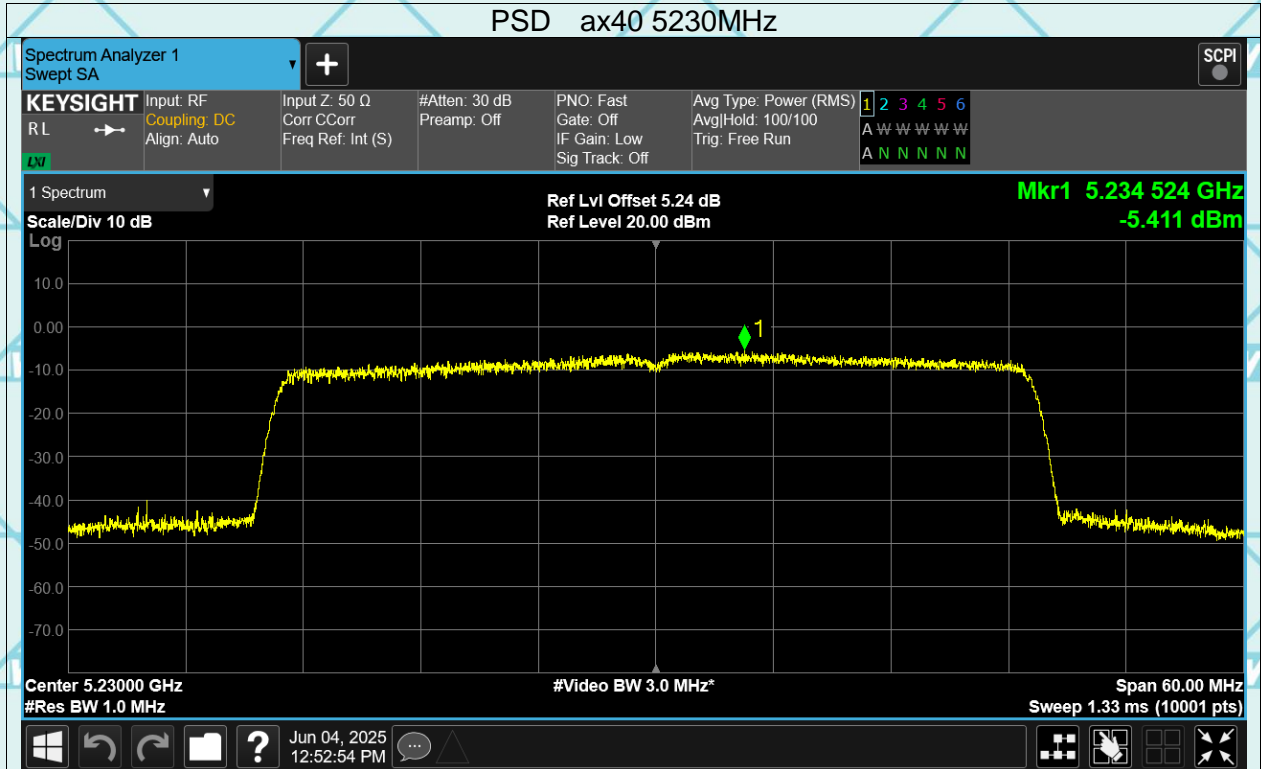 PSD ax40 5230MHz
Spectrum Analyzer 1
Swept SA
+
SCPI
KEYSIGHT
RL
LXI
Input: RF
Coupling: DC
Align: Auto
Input Z: 50 Ω
Corr CCorr
Freq Ref: Int (S)
#Atten: 30 dB
Preamp: Off
PNO: Fast
Gate: Off
IF Gain: Low
Sig Track: Off
Avg Type: Power (RMS)
Avg|Hold: 100/100
Trig: Free Run
1 2 3 4 5 6
A W W W W W
A N N N N N
1 Spectrum
Scale/Div 10 dB
Ref Lvl Offset 5.24 dB
Ref Level 20.00 dBm
Mkr1 5.234 524 GHz
-5.411 dBm
Log
10.0
0.00
-10.0
-20.0
-30.0
-40.0
-50.0
-60.0
-70.0
1
Center 5.23000 GHz
#Video BW 3.0 MHz*
Span 60.00 MHz
#Res BW 1.0 MHz
Sweep 1.33 ms (10001 pts)
?
Jun 04, 2025
12:52:54 PM